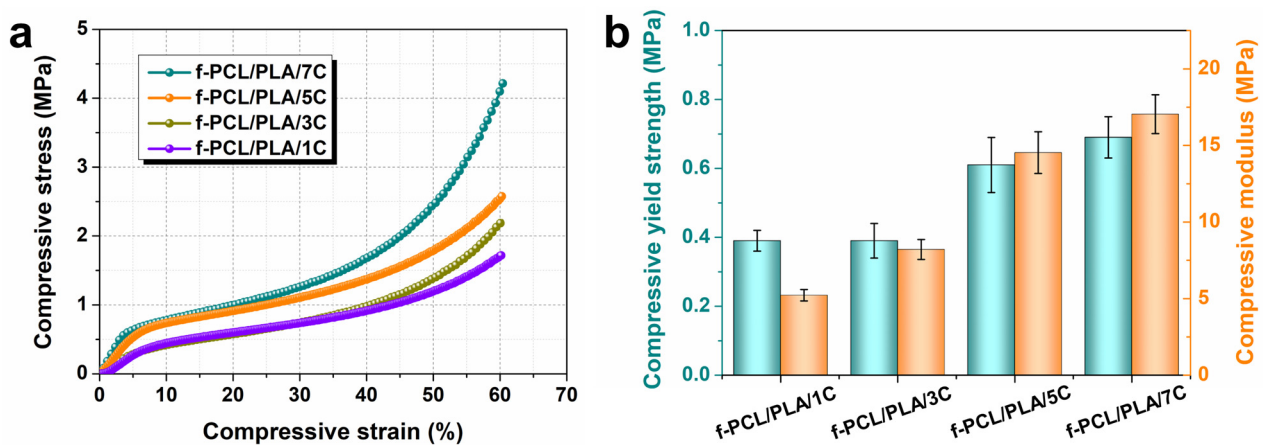 a
Compressive stress (MPa)
5
4
3
2
1
0
f-PCL/PLA/7C
f-PCL/PLA/5C
f-PCL/PLA/3C
f-PCL/PLA/1C
0 10 20 30 40 50 60 70
Compressive strain (%)
b
Compressive yield strength (MPa)
1.0
0.8
0.6
0.4
0.2
0.0
f-PCL/PLA/1C
f-PCL/PLA/3C
f-PCL/PLA/5C
f-PCL/PLA/7C
20
15
10
5
0
Compressive modulus (MPa)